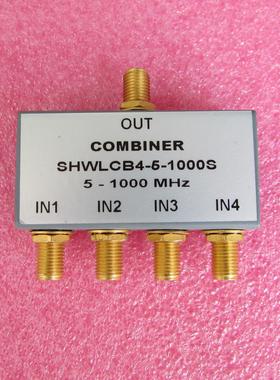 OUT
COMBINER
SHWLCB4-5-1000S
5 - 1000 MHz
IN1 IN2 IN3 IN4